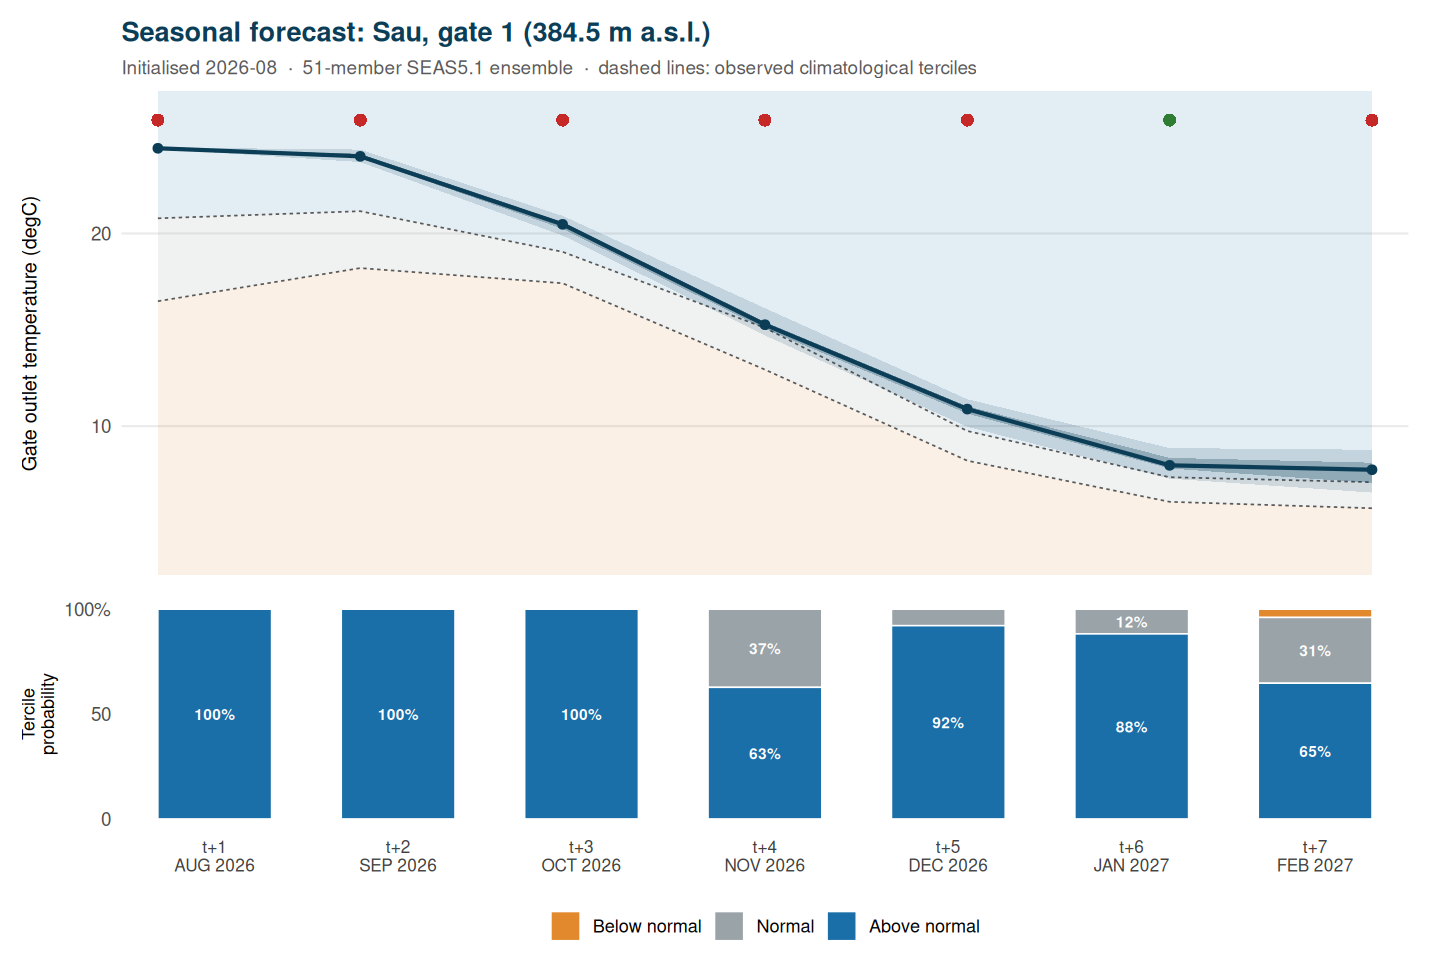 Seasonal forecast: Sau, gate 1 (384.5 m a.s.l.)
Initialised 2026-08 · 51-member SEAS5.1 ensemble · dashed lines: observed climatological terciles
Gate outlet temperature (degC)
20
10
Tercile
probability
100%
50
0
100%
100%
100%
37%
63%
92%
12%
88%
31%
65%
t+1
AUG 2026
t+2
SEP 2026
t+3
OCT 2026
t+4
NOV 2026
t+5
DEC 2026
t+6
JAN 2027
t+7
FEB 2027
Below normal
Normal
Above normal